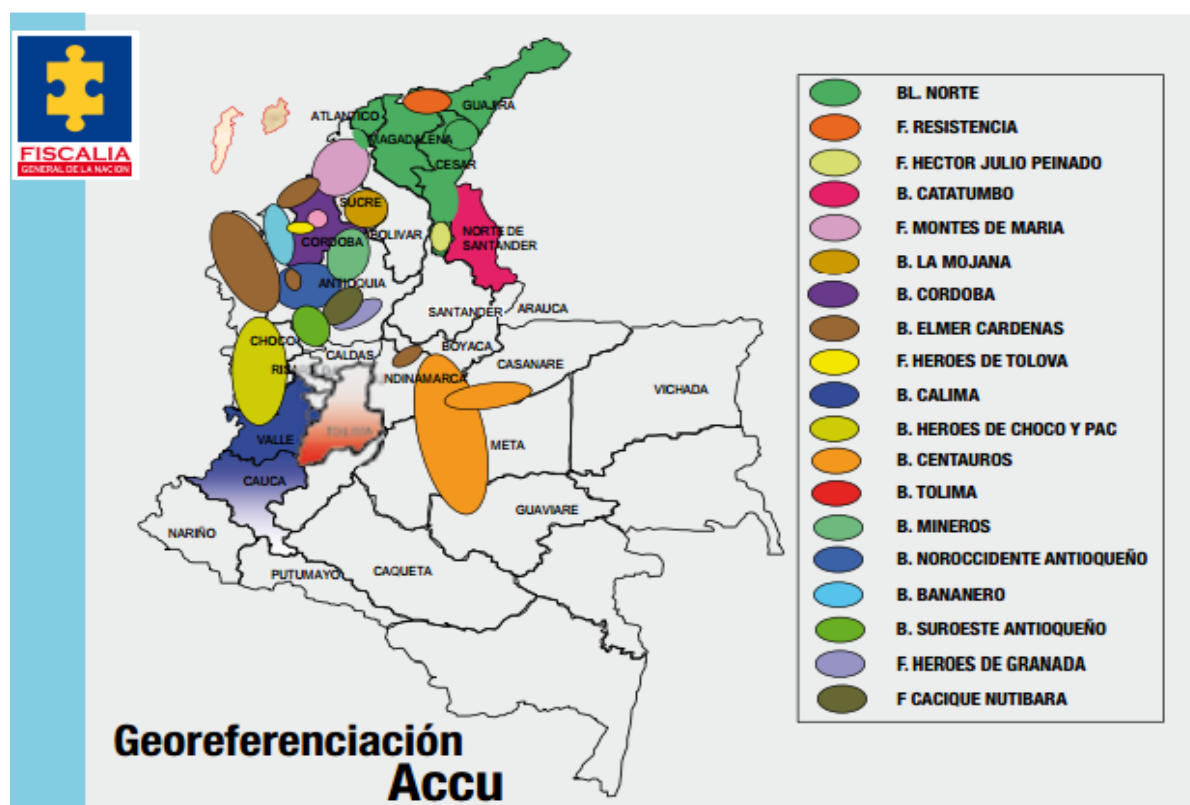 FISCALIA
GENERAL DE LA NACION
GUAJIRA
ATLANTICO
MAGADALENA
CESAR
SUCRE
CORDOBA
BOLIVAR
NORTE DE
SANTANDER
ANTIOQUIA
SANTANDER
ARAUCA
CHOCO
CALDAS
BOYACA
CASANARE
NDINAMARCA
VICHADA
VALLE
META
CAUCA
GUAVIARE
NARIÑO
PUTUMAYO
CAQUETA
BL. NORTE
F. RESISTENCIA
F. HECTOR JULIO PEINADO
B. CATATUMBO
F. MONTES DE MARIA
B. LA MOJANA
B. CORDOBA
B. ELMER CARDENAS
F. HEROES DE TOLOVA
B. CALIMA
B. HEROES DE CHOCO Y PAC
B. CENTAUROS
B. TOLIMA
B. MINEROS
B. NOROCCIDENTE ANTIOQUEÑO
B. BANANERO
B. SUROESTE ANTIOQUEÑO
F. HEROES DE GRANADA
F CACIQUE NUTIBARA
Georeferenciación
Accu